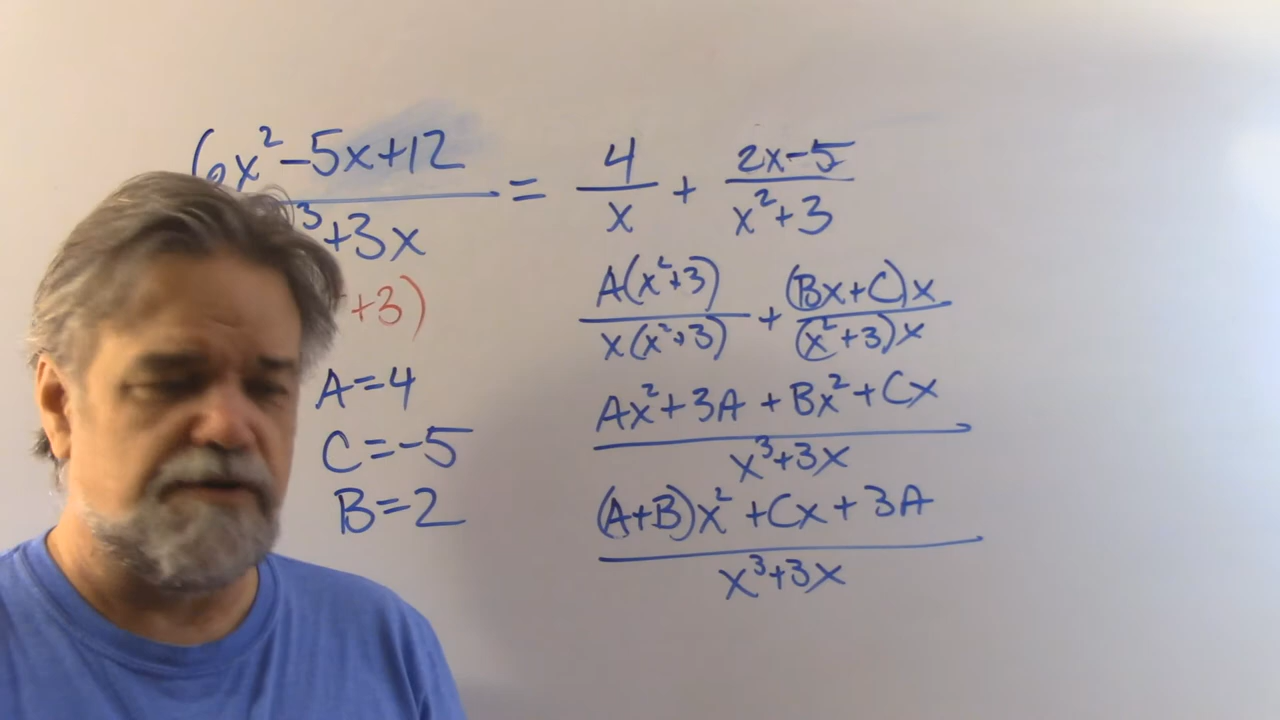 6x²-5x+12 = 4 + 2x-5
³+3x x x²+3
+3)
A(x²+3) + (Bx+C)x
x(x²+3) (x²+3)x
A=4
Ax²+3A+Bx²+Cx
x³+3x
C=-5
B=2
(A+B)x²+Cx+3A
x³+3x